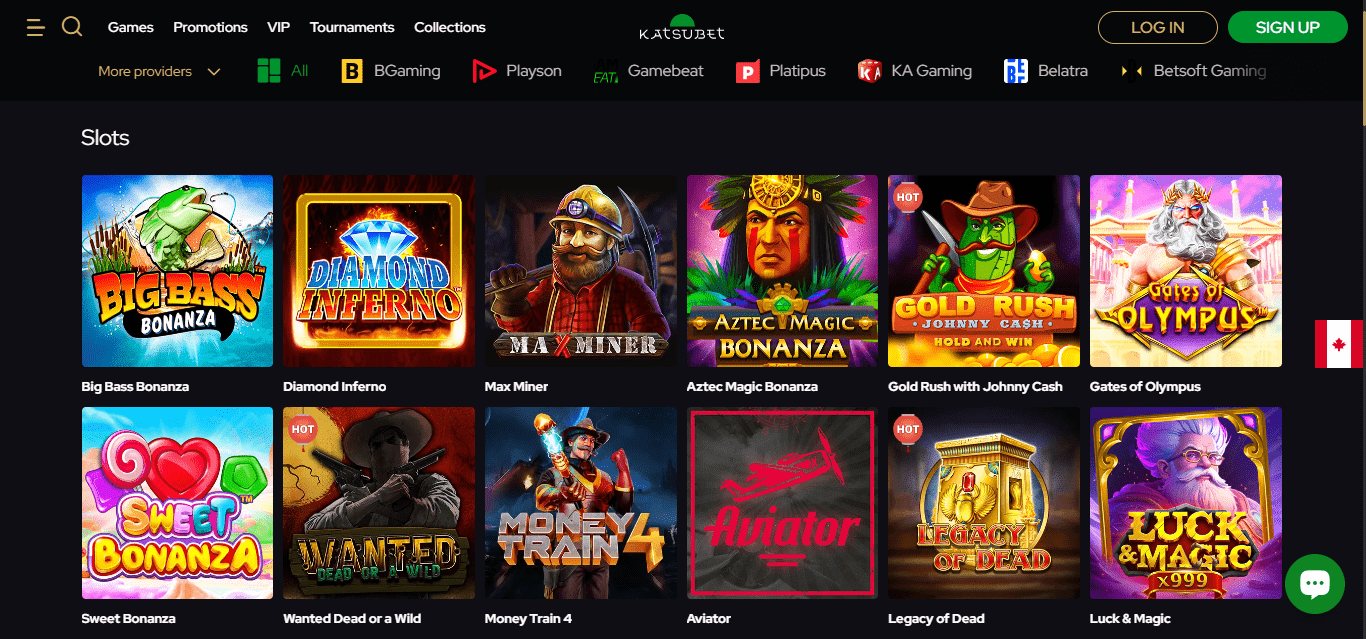 Games Promotions VIP Tournaments Collections KATSUBET LOG IN SIGN UP
More providers All B BGaming Playson EAT. Gamebeat P Platipus KA KA Gaming BE Belatra Betsoft Gaming
Slots
BIG BASS
BONANZA
DIAMOND
INFERNO
MAX MINER
AZTEC MAGIC
BONANZA
HOT
GOLD RUSH
JOHNNY CA$H
HOLD AND WIN
Gates of
OLYMPUS
Big Bass Bonanza Diamond Inferno Max Miner Aztec Magic Bonanza Gold Rush with Johnny Cash Gates of Olympus
SWEET
BONANZA
HOT
WANTED
DEAD OR A WILD
MONEY
TRAIN 4
Aviator
HOT
LEGACY
OF DEAD
LUCK
& MAGIC
x999
Sweet Bonanza Wanted Dead or a Wild Money Train 4 Aviator Legacy of Dead Luck & Magic